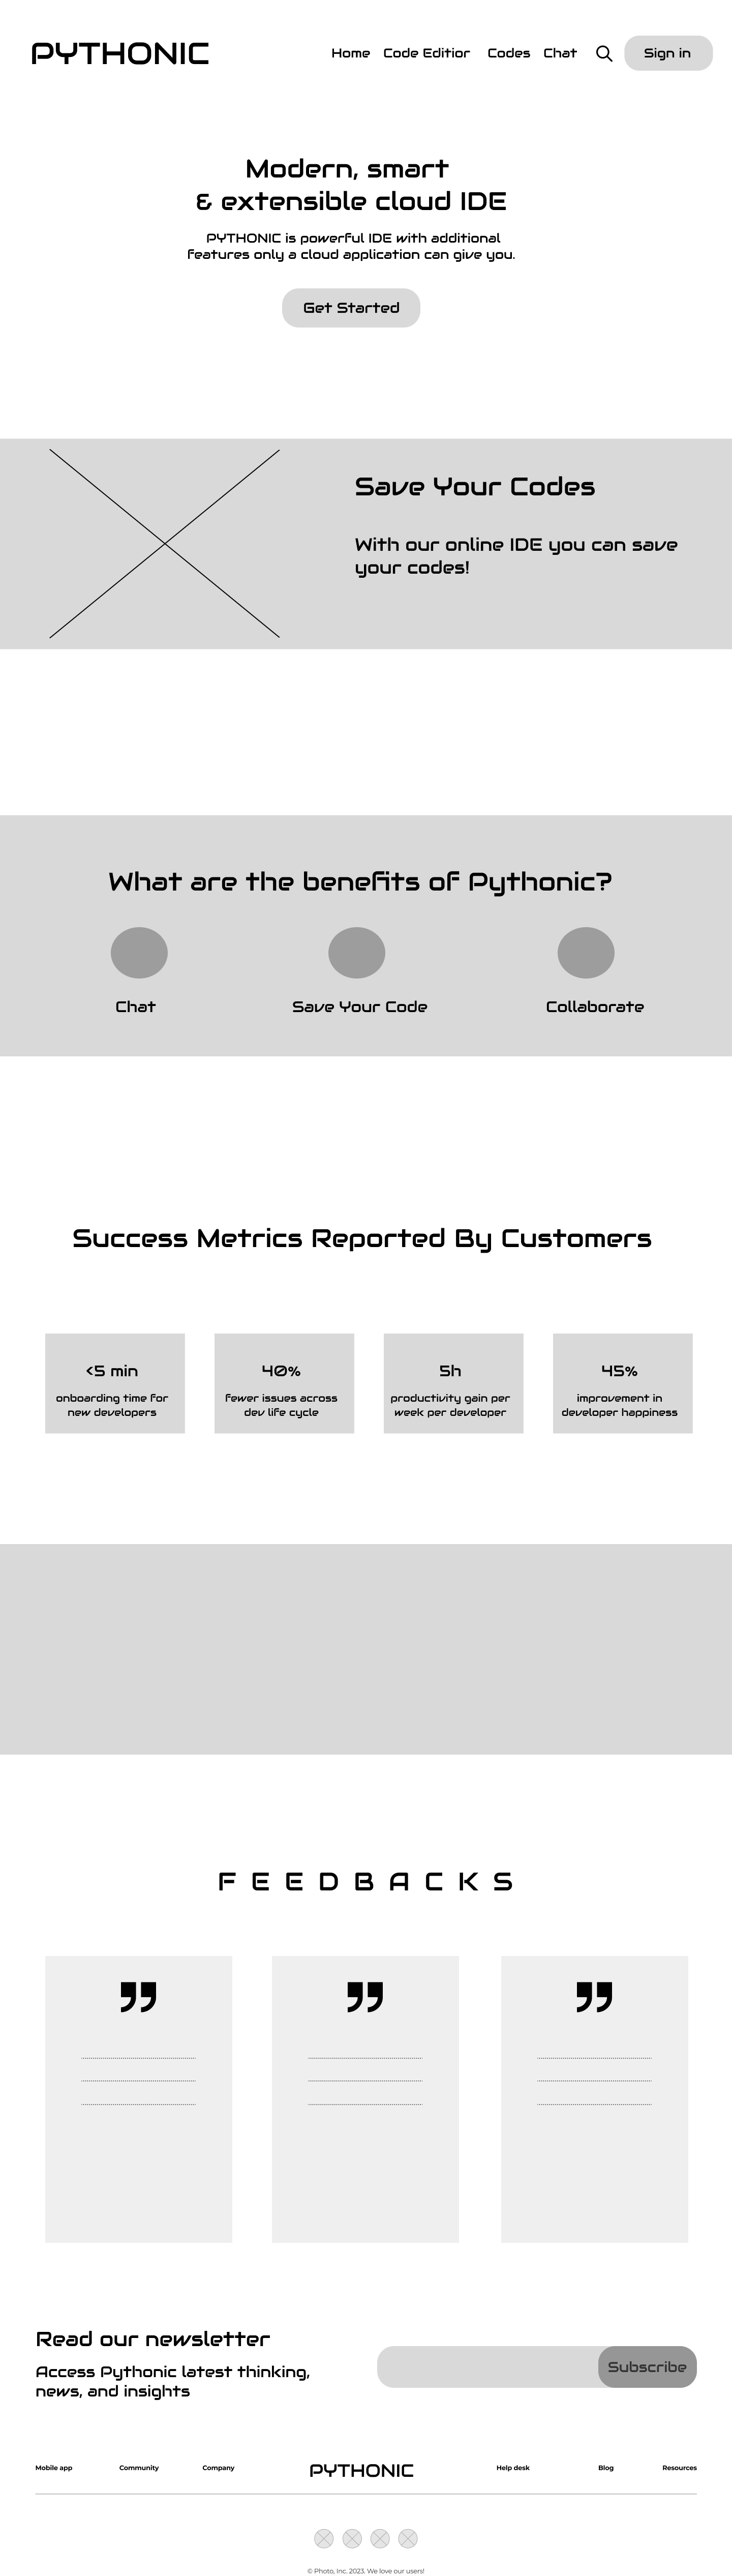 PYTHONIC
Home Code Editior Codes Chat Sign in
Modern, smart
& extensible cloud IDE
PYTHONIC is powerful IDE with additional
features only a cloud application can give you.
Get Started
Save Your Codes
With our online IDE you can save
your codes!
What are the benefits of Pythonic?
Chat
Save Your Code
Collaborate
Success Metrics Reported By Customers
<5 min
onboarding time for
new developers
40%
fewer issues across
dev life cycle
5h
productivity gain per
week per developer
45%
improvement in
developer happiness
FEEDBACKS
Read our newsletter
Access Pythonic latest thinking,
news, and insights
Subscribe
Mobile app Community Company PYTHONIC Help desk Blog Resources
© Photo, Inc. 2023. We love our users!